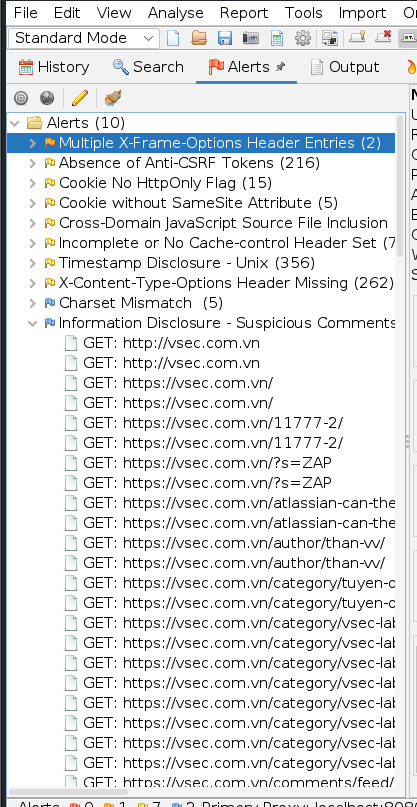 File Edit View Analyse Report Tools Import
Standard Mode
History Search Alerts Output
Alerts (10)
Multiple X-Frame-Options Header Entries (2)
Absence of Anti-CSRF Tokens (216)
Cookie No HttpOnly Flag (15)
Cookie without SameSite Attribute (5)
Cross-Domain JavaScript Source File Inclusion
Incomplete or No Cache-control Header Set (7
Timestamp Disclosure - Unix (356)
X-Content-Type-Options Header Missing (262)
Charset Mismatch (5)
Information Disclosure - Suspicious Comments
GET: http://vsec.com.vn
GET: http://vsec.com.vn
GET: https://vsec.com.vn/
GET: https://vsec.com.vn/
GET: https://vsec.com.vn/11777-2/
GET: https://vsec.com.vn/11777-2/
GET: https://vsec.com.vn/?s=ZAP
GET: https://vsec.com.vn/?s=ZAP
GET: https://vsec.com.vn/atlassian-can-the
GET: https://vsec.com.vn/atlassian-can-the
GET: https://vsec.com.vn/author/than-vv/
GET: https://vsec.com.vn/author/than-vv/
GET: https://vsec.com.vn/category/tuyen-d
GET: https://vsec.com.vn/category/tuyen-d
GET: https://vsec.com.vn/category/vsec-lab
GET: https://vsec.com.vn/category/vsec-lab
GET: https://vsec.com.vn/category/vsec-lab
GET: https://vsec.com.vn/category/vsec-lab
GET: https://vsec.com.vn/category/vsec-lab
GET: https://vsec.com.vn/category/vsec-lab
GET: https://vsec.com.vn/category/vsec-lab
GET: https://vsec.com.vn/category/vsec-lab
GET: https://vsec.com.vn/comments/feed/
Alerts 0 1 7 2 Primary Proxy: localhost:8080